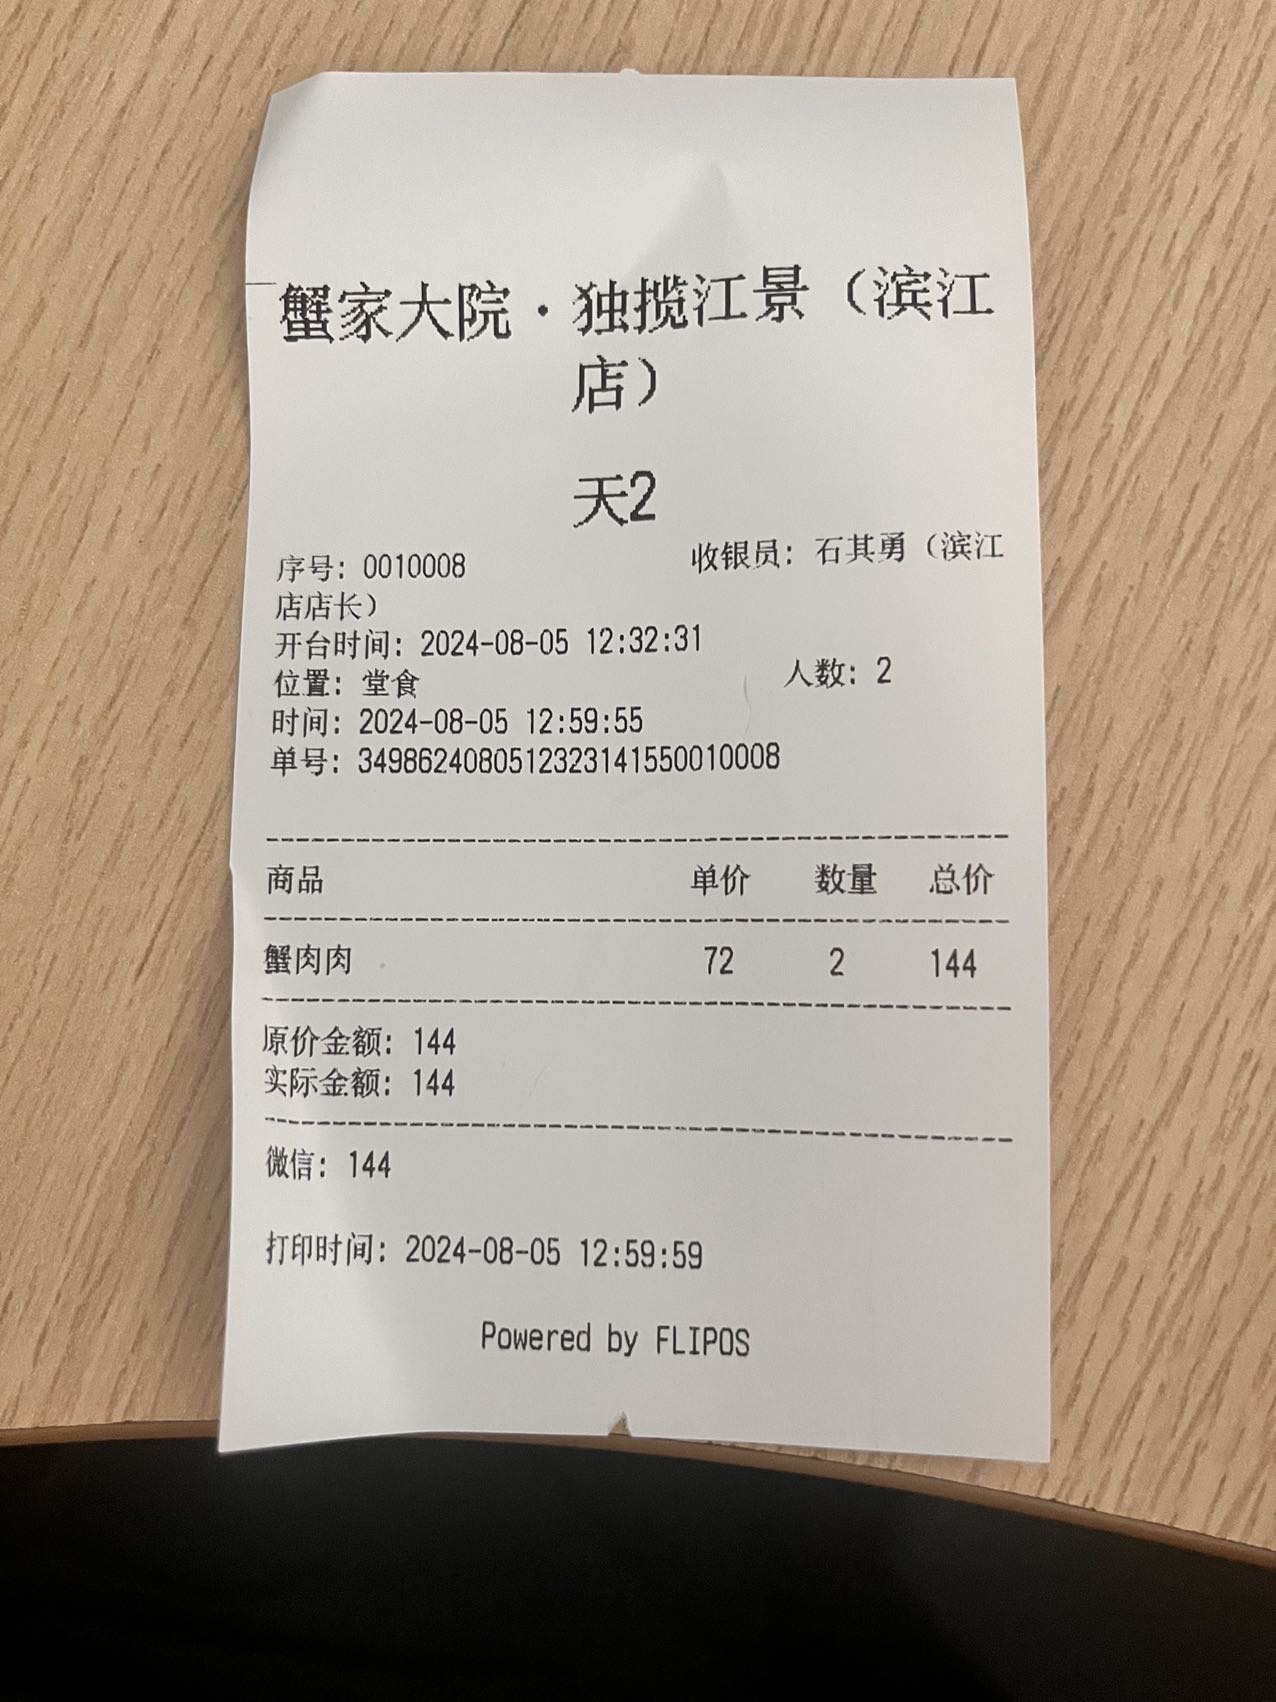 蟹家大院·独揽江景（滨江
店）
天2
序号: 0010008 收银员: 石其勇（滨江
店店长）
开台时间: 2024-08-05 12:32:31
位置: 堂食 人数: 2
时间: 2024-08-05 12:59:55
单号: 3498624080512323141550010008
商品 单价 数量 总价
蟹肉肉 72 2 144
原价金额: 144
实际金额: 144
微信: 144
打印时间: 2024-08-05 12:59:59
Powered by FLIPOS